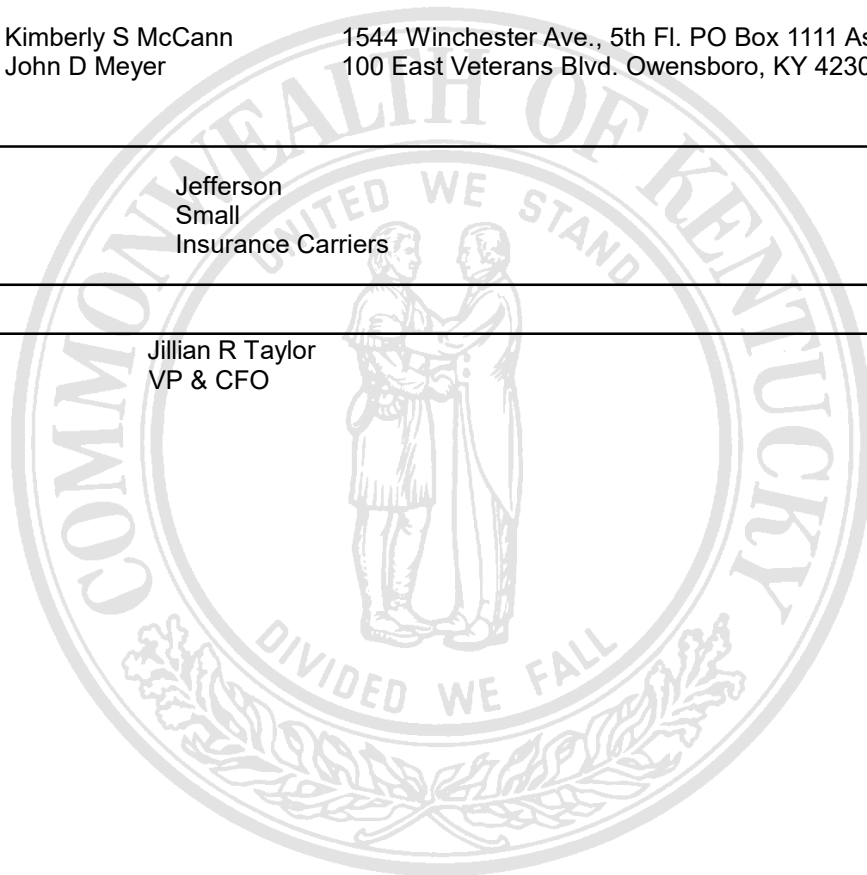 Kimberly S McCann 1544 Winchester Ave., 5th Fl. PO Box 1111
John D Meyer 100 East Veterans Blvd. Owensboro, KY
Jefferson
Small
Insurance Carriers
Jillian R Taylor
VP & CFO
COMMONWEALTH OF KENTUCKY
UNITED WE STAND
DIVIDED WE FALL